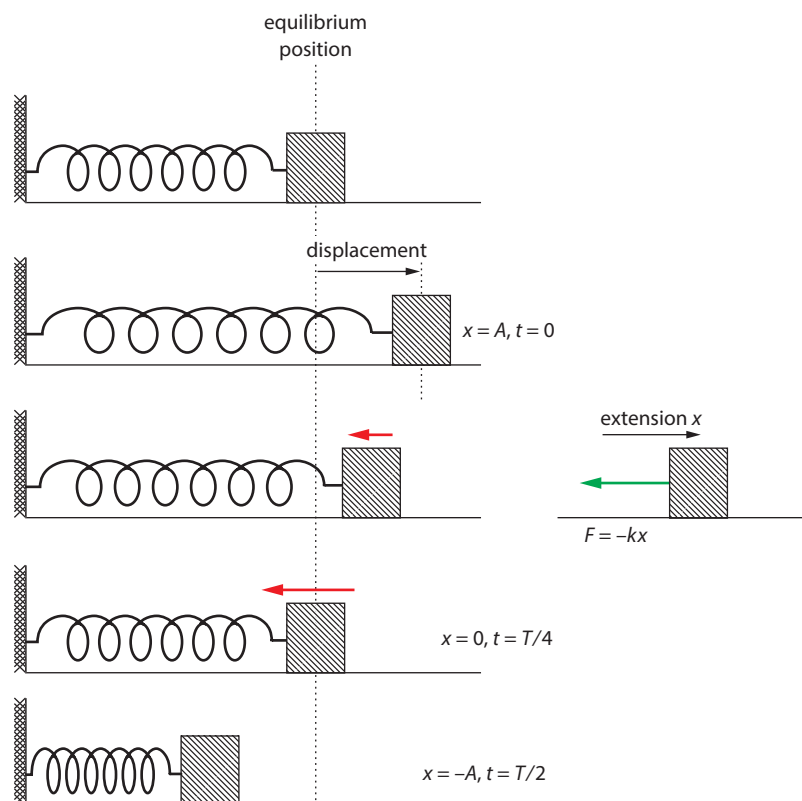 equilibrium
position
displacement
x = A, t = 0
extension x
F = –kx
x = 0, t = T/4
x = –A, t = T/2